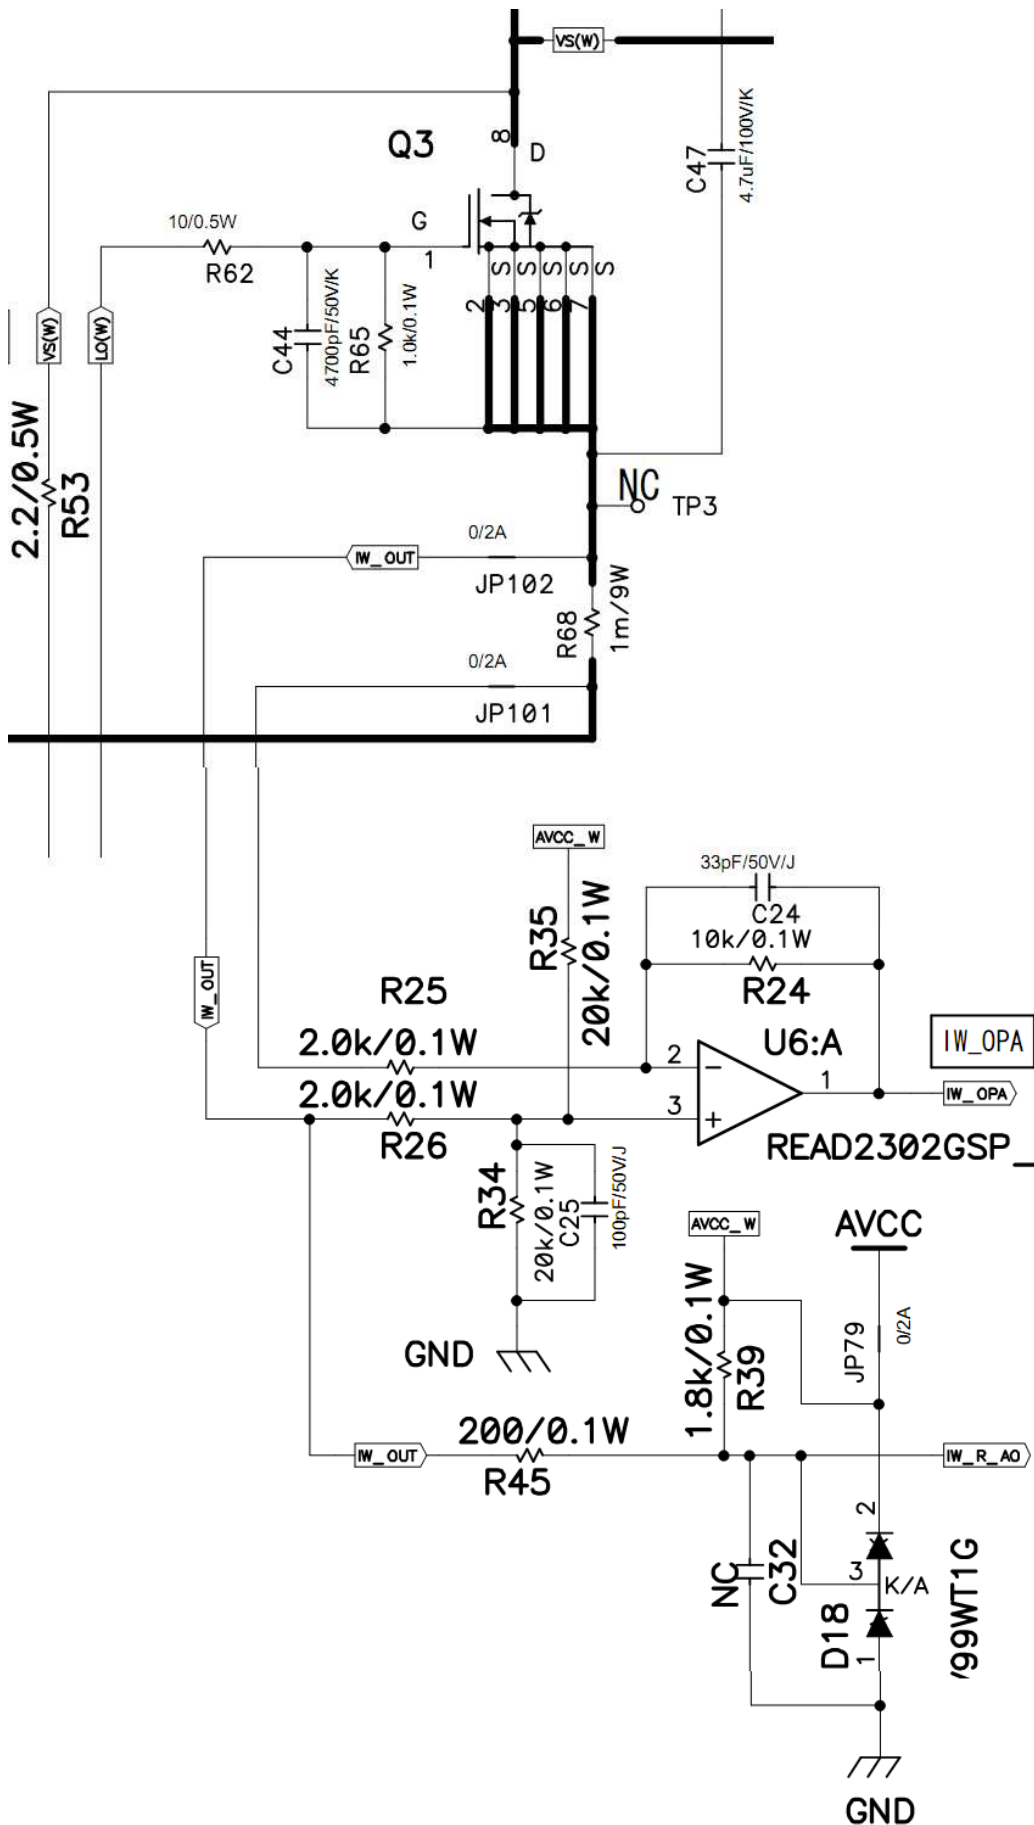 VS(W)
Q3
8
D
C47
4.7uF/100V/K
10/0.5W
R62
G
1
S
S
S
S
S
2
3
5
6
7
C44
4700pF/50V/K
R65
1.0k/0.1W
VS(W)
LO(W)
2.2/0.5W
R53
NC
TP3
0/2A
IW_OUT
JP102
R68
1m/9W
0/2A
JP101
AVCC_W
33pF/50V/J
C24
R35
20k/0.1W
10k/0.1W
R24
IW_OUT
R25
2.0k/0.1W
U6:A
IW_OPA
2
3
1
IW_OPA
2.0k/0.1W
R26
READ2302GSP_
R34
20k/0.1W
C25
100pF/50V/J
AVCC_W
AVCC
GND
1.8k/0.1W
R39
JP79
0/2A
200/0.1W
IW_OUT
R45
IW_R_AO
NC
C32
2
3
K/A
D18
1
/99WT1G
GND